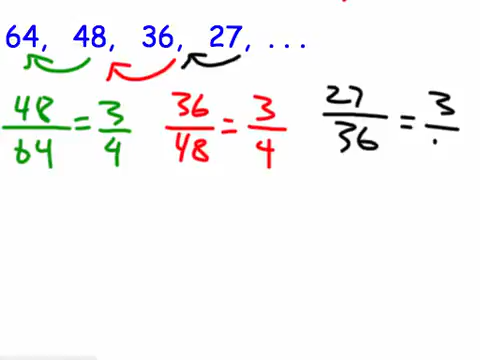 64, 48, 36, 27, ...
48/64 = 3/4 36/48 = 3/4 27/36 = 3/